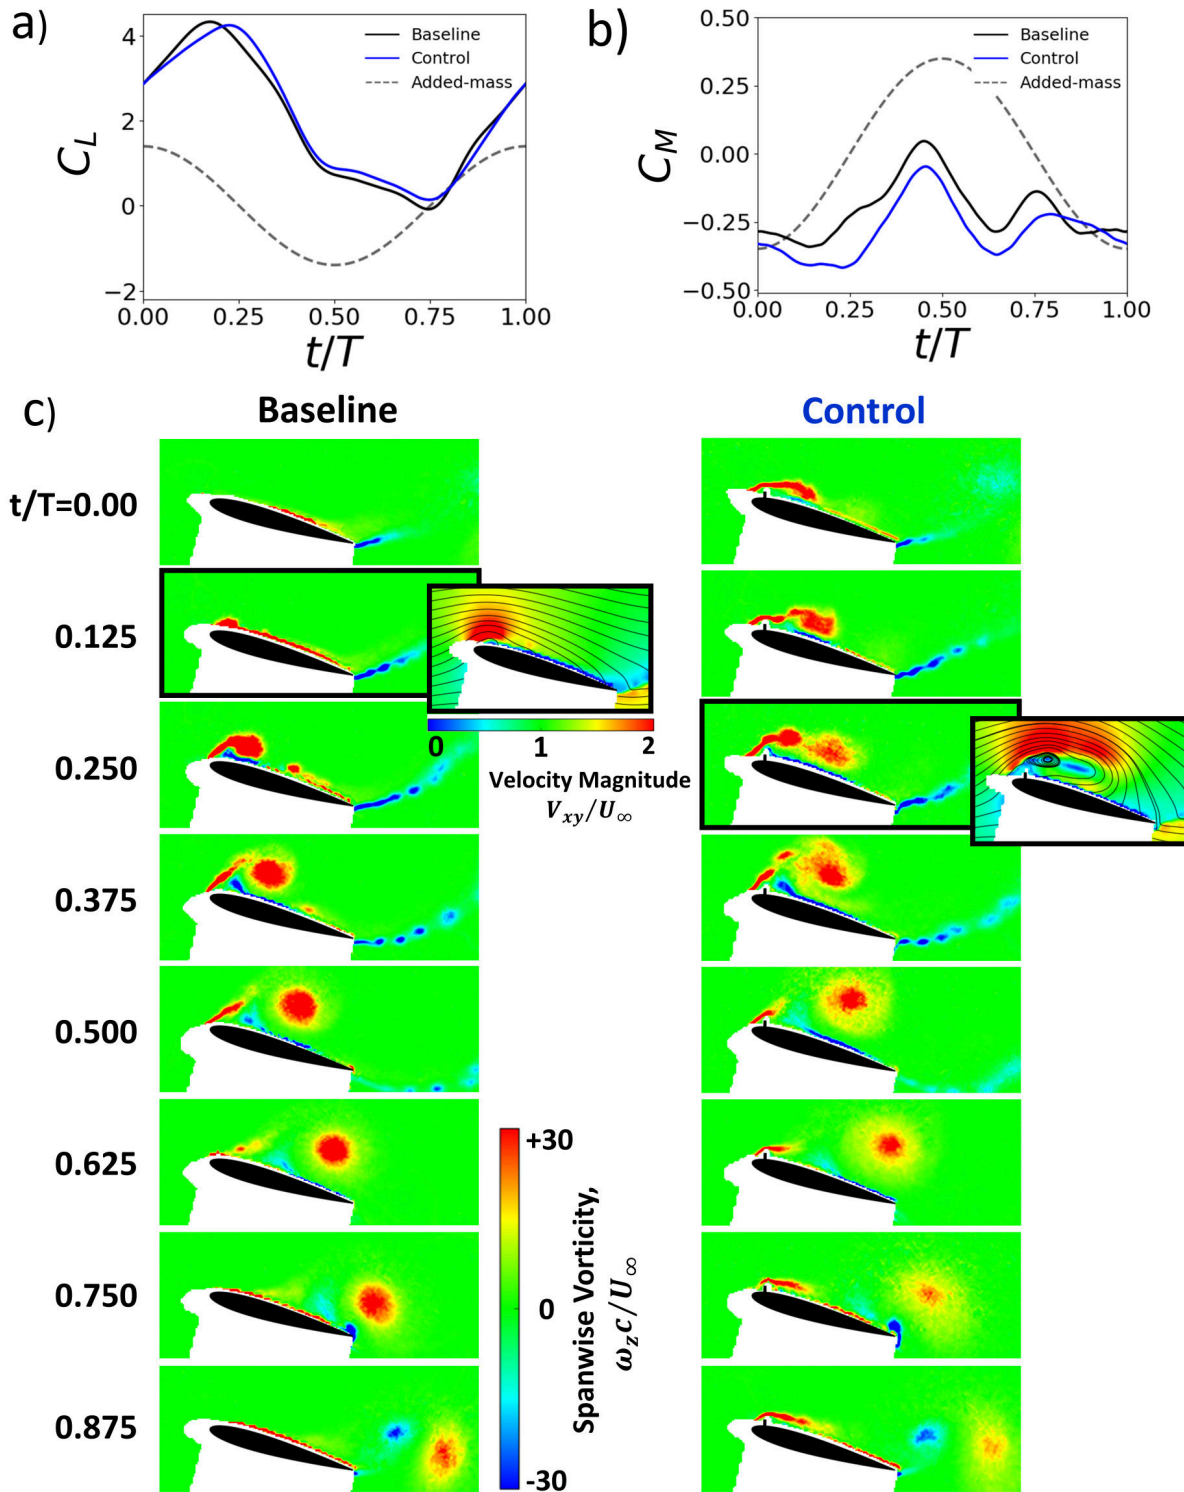 a)
4
2
0
−2
C_L
Baseline
Control
Added-mass
0.00 0.25 0.50 0.75 1.00
t/T
b)
0.50
0.25
0.00
−0.25
−0.50
C_M
Baseline
Control
Added-mass
0.00 0.25 0.50 0.75 1.00
t/T
c)
Baseline Control
t/T=0.00
0.125
0.250
0 1 2
Velocity Magnitude
V_xy/U_∞
0.375
0.500
0.625
+30
0
-30
Spanwise Vorticity,
ω_z c/U_∞
0.750
0.875